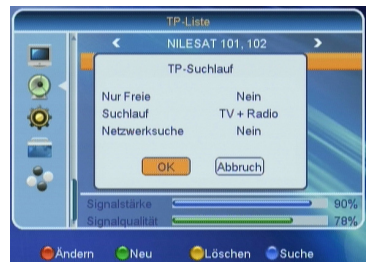 TP-Liste
NILESAT 101, 102
TP-Suchlauf
Nur Freie Nein
Suchlauf TV + Radio
Netzwerksuche Nein
OK Abbruch
Signalstärke 90%
Signalqualität 78%
Ändern Neu Löschen Suche